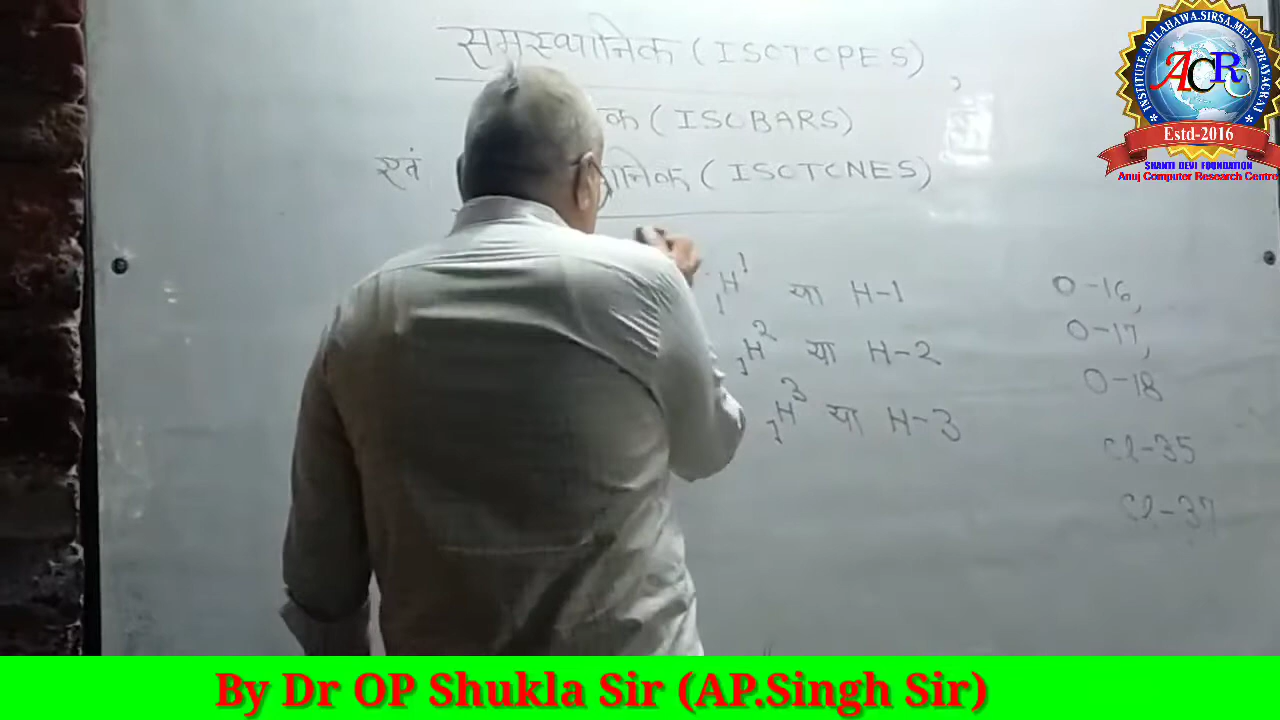 समस्थानिक (ISOTOPES) ,
क (ISOBARS)
एवं निक (ISOTONES)
₁H¹ या H-1
₁H² या H-2
₁H³ या H-3
O-16,
O-17,
O-18
Cl-35
Cl-37
INSTITUTE.AMILAHAWA.SIRSA.MEJA.PRAYAGRAJ
ACR
Estd-2016
SHANTI DEVI FOUNDATION
Anuj Computer Research Centre
By Dr OP Shukla Sir (AP.Singh Sir)